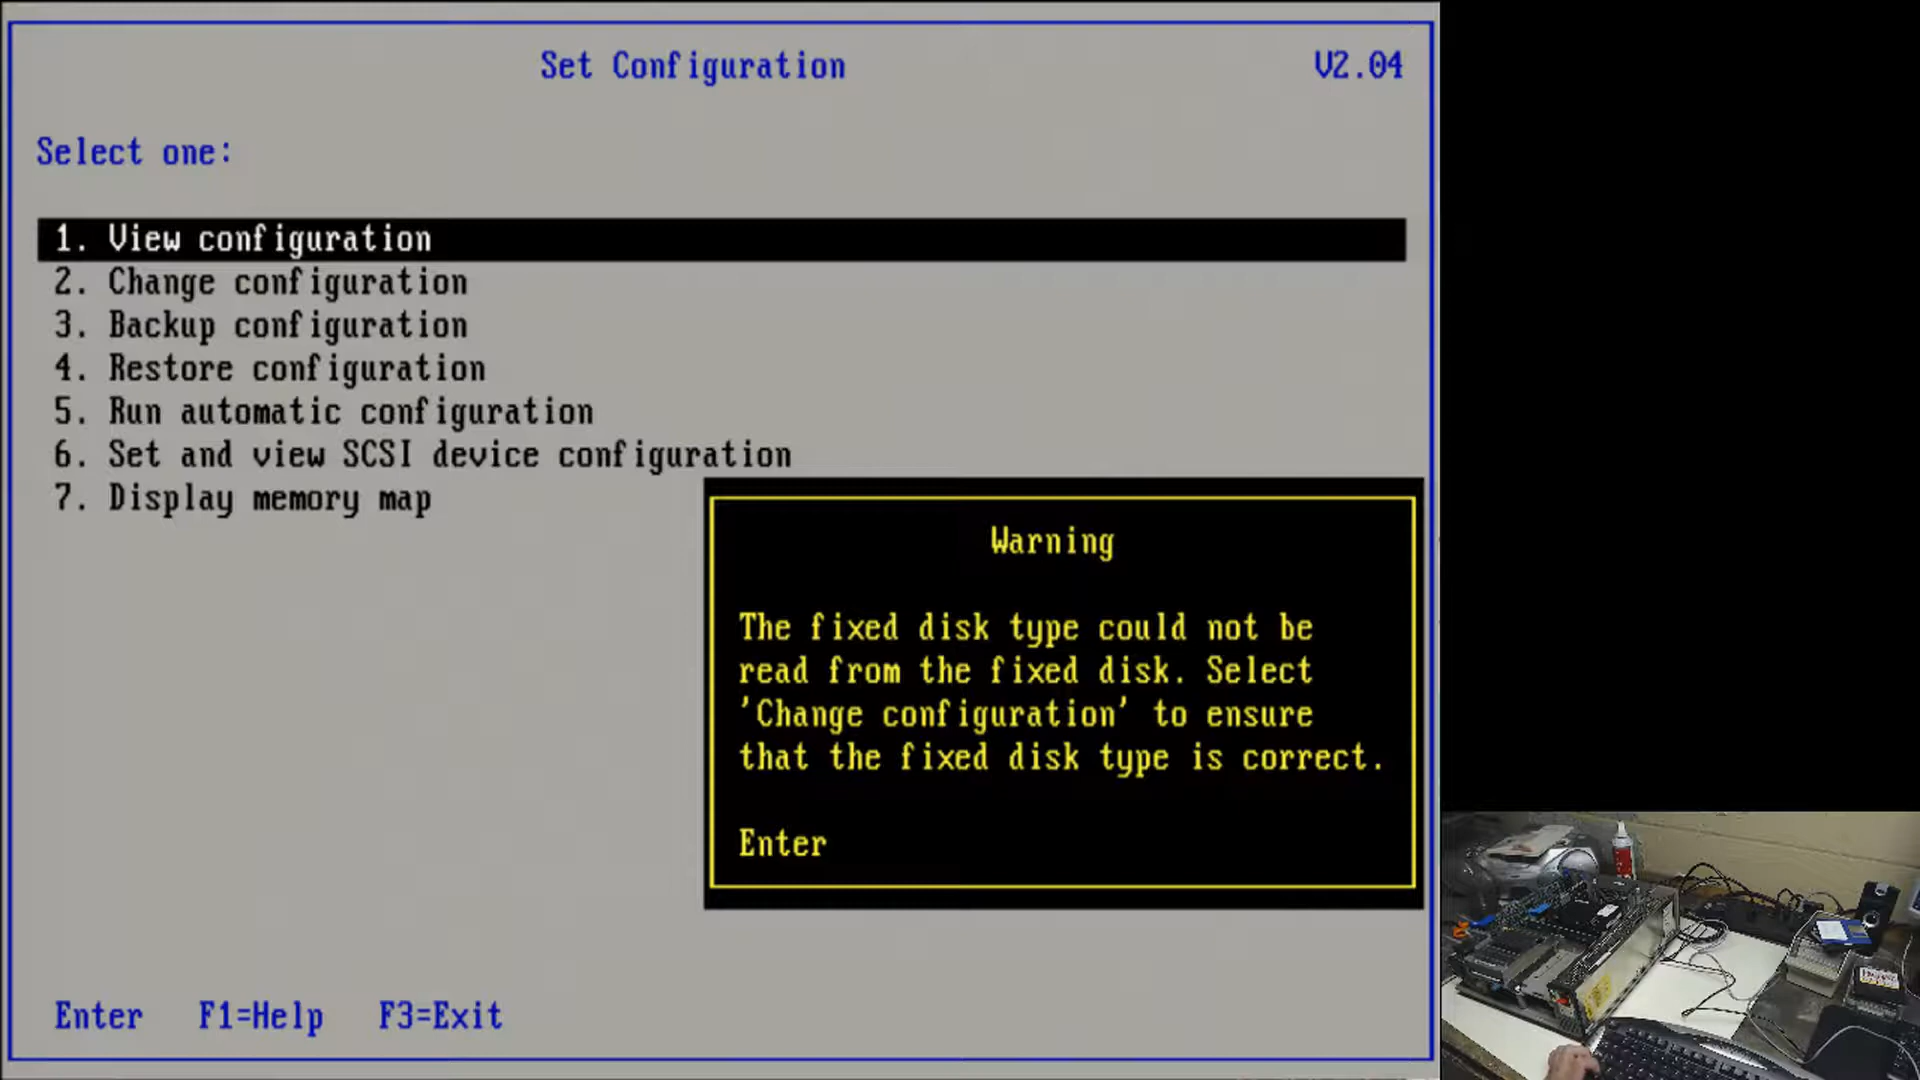 Set Configuration V2.04
Select one:
1. View configuration
2. Change configuration
3. Backup configuration
4. Restore configuration
5. Run automatic configuration
6. Set and view SCSI device configuration
7. Display memory map
Warning
The fixed disk type could not be
read from the fixed disk. Select
'Change configuration' to ensure
that the fixed disk type is correct.
Enter
Enter F1=Help F3=Exit